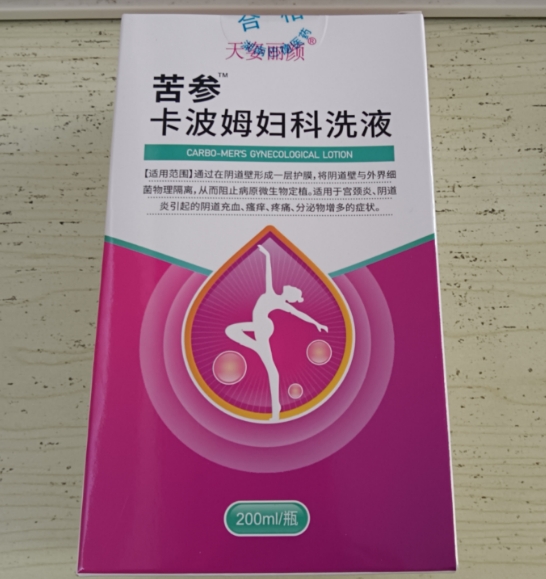 合格
天姿丽颜®
苦参™
卡波姆妇科洗液
CARBO-MER'S GYNECOLOGICAL LOTION
【适用范围】通过在阴道壁形成一层护膜,将阴道壁与外界细
菌物理隔离,从而阻止病原微生物定植。适用于宫颈炎、阴道
炎引起的阴道充血、瘙痒、疼痛、分泌物增多的症状。
200ml/瓶